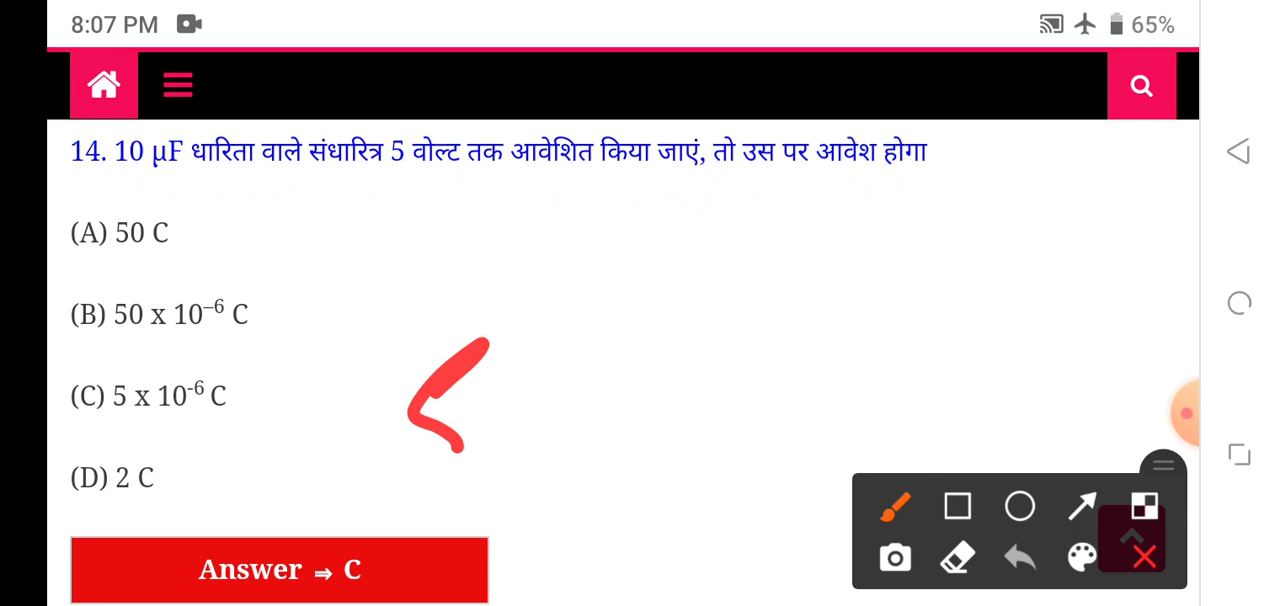 8:07 PM
65%
14. 10 μF धारिता वाले संधारित्र 5 वोल्ट तक आवेशित किया जाएं, तो उस पर आवेश होगा
(A) 50 C
(B) 50 x 10⁻⁶ C
(C) 5 x 10⁻⁶ C
(D) 2 C
Answer ⇒ C